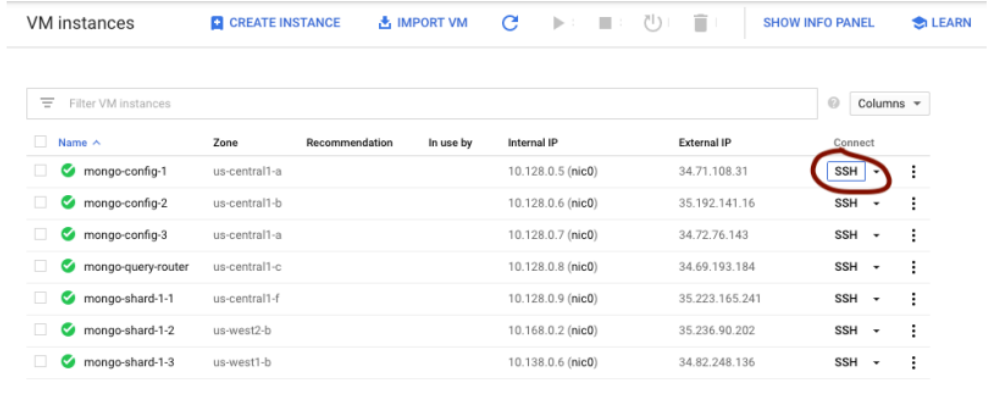 VM instances CREATE INSTANCE IMPORT VM SHOW INFO PANEL LEARN
Filter VM instances Columns
Name Zone Recommendation In use by Internal IP External IP Connect
mongo-config-1 us-central1-a 10.128.0.5 (nic0) 34.71.108.31 SSH
mongo-config-2 us-central1-b 10.128.0.6 (nic0) 35.192.141.16 SSH
mongo-config-3 us-central1-a 10.128.0.7 (nic0) 34.72.76.143 SSH
mongo-query-router us-central1-c 10.128.0.8 (nic0) 34.69.193.184 SSH
mongo-shard-1-1 us-central1-f 10.128.0.9 (nic0) 35.223.165.241 SSH
mongo-shard-1-2 us-west2-b 10.168.0.2 (nic0) 35.236.90.202 SSH
mongo-shard-1-3 us-west1-b 10.138.0.6 (nic0) 34.82.248.136 SSH